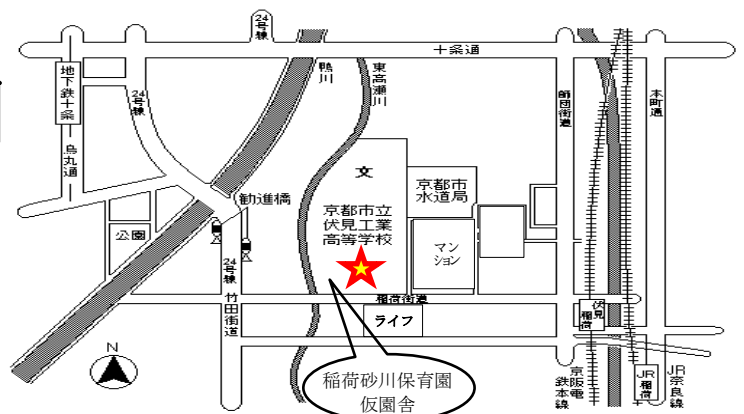 24号線
十条通
地下鉄十条
烏丸通
24号線
鴨川
東高瀬川
師団街道
本町通
文
京都市立
伏見工業
高等学校
京都市
水道局
マン
ション
勧進橋
公園
24号線
竹田街道
稲荷街道
ライフ
伏見稲荷
稲荷砂川保育園
仮園舎
京阪電鉄本線
JR
稲荷
JR奈良線
N